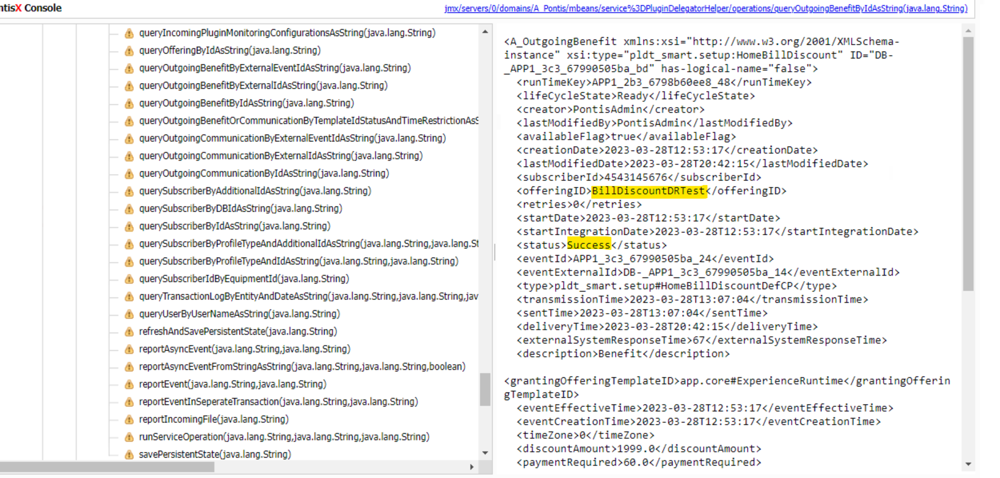 ntisX Console
jmx/servers/0/domains/A_Pontis/mbeans/service%3DPluginDelegatorHelper/operations/queryOutgoingBenefitByIdAsString(java.lang.String)
queryIncomingPluginMonitoringConfigurationsAsString(java.lang.String)
queryOfferingByIdAsString(java.lang.String)
queryOutgoingBenefitByExternalEventIdAsString(java.lang.String)
queryOutgoingBenefitByExternalIdAsString(java.lang.String)
queryOutgoingBenefitByIdAsString(java.lang.String)
queryOutgoingBenefitOrCommunicationByTemplateIdStatusAndTimeRestrictionAsS
queryOutgoingCommunicationByExternalEventIdAsString(java.lang.String)
queryOutgoingCommunicationByExternalIdAsString(java.lang.String)
queryOutgoingCommunicationByIdAsString(java.lang.String)
querySubscriberByAdditionalIdAsString(java.lang.String)
querySubscriberByDBIdAsString(java.lang.String)
querySubscriberByIdAsString(java.lang.String)
querySubscriberByProfileTypeAndAdditionalIdAsString(java.lang.String,java.lang.St
querySubscriberByProfileTypeAndIdAsString(java.lang.String,java.lang.String)
querySubscriberIdByEquipmentId(java.lang.String)
queryTransactionLogByEntityAndDateAsString(java.lang.String,java.lang.String,jav
queryUserByUserNameAsString(java.lang.String)
refreshAndSavePersistentState(java.lang.String)
reportAsyncEvent(java.lang.String,java.lang.String)
reportAsyncEventFromStringAsString(java.lang.String,java.lang.String,boolean)
reportEvent(java.lang.String,java.lang.String)
reportEventInSeperateTransaction(java.lang.String,java.lang.String)
reportIncomingFile(java.lang.String)
runServiceOperation(java.lang.String,java.lang.String,java.lang.String)
savePersistentState(java.lang.String)
<A_OutgoingBenefit xmlns:xsi="http://www.w3.org/2001/XMLSchema-
instance" xsi:type="pldt_smart.setup:HomeBillDiscount" ID="DB-
_APP1_3c3_67990505ba_bd" has-logical-name="false">
<runTimeKey>APP1_2b3_6798b60ee8_48</runTimeKey>
<lifeCycleState>Ready</lifeCycleState>
<creator>PontisAdmin</creator>
<lastModifiedBy>PontisAdmin</lastModifiedBy>
<availableFlag>true</availableFlag>
<creationDate>2023-03-28T12:53:17</creationDate>
<lastModifiedDate>2023-03-28T20:42:15</lastModifiedDate>
<subscriberId>4543145676</subscriberId>
<offeringID>BillDiscountDRTest</offeringID>
<retries>0</retries>
<startDate>2023-03-28T12:53:17</startDate>
<startIntegrationDate>2023-03-28T12:53:17</startIntegrationDate>
<status>Success</status>
<eventId>APP1_3c3_67990505ba_24</eventId>
<eventExternalId>DB-_APP1_3c3_67990505ba_14</eventExternalId>
<type>pldt_smart.setup#HomeBillDiscountDefCP</type>
<transmissionTime>2023-03-28T13:07:04</transmissionTime>
<sentTime>2023-03-28T13:07:04</sentTime>
<deliveryTime>2023-03-28T20:42:15</deliveryTime>
<externalSystemResponseTime>67</externalSystemResponseTime>
<description>Benefit</description>
<grantingOfferingTemplateID>app.core#ExperienceRuntime</grantingOfferin
gTemplateID>
<eventEffectiveTime>2023-03-28T12:53:17</eventEffectiveTime>
<eventCreationTime>2023-03-28T12:53:17</eventCreationTime>
<timeZone>0</timeZone>
<discountAmount>1999.0</discountAmount>
<paymentRequired>60.0</paymentRequired>